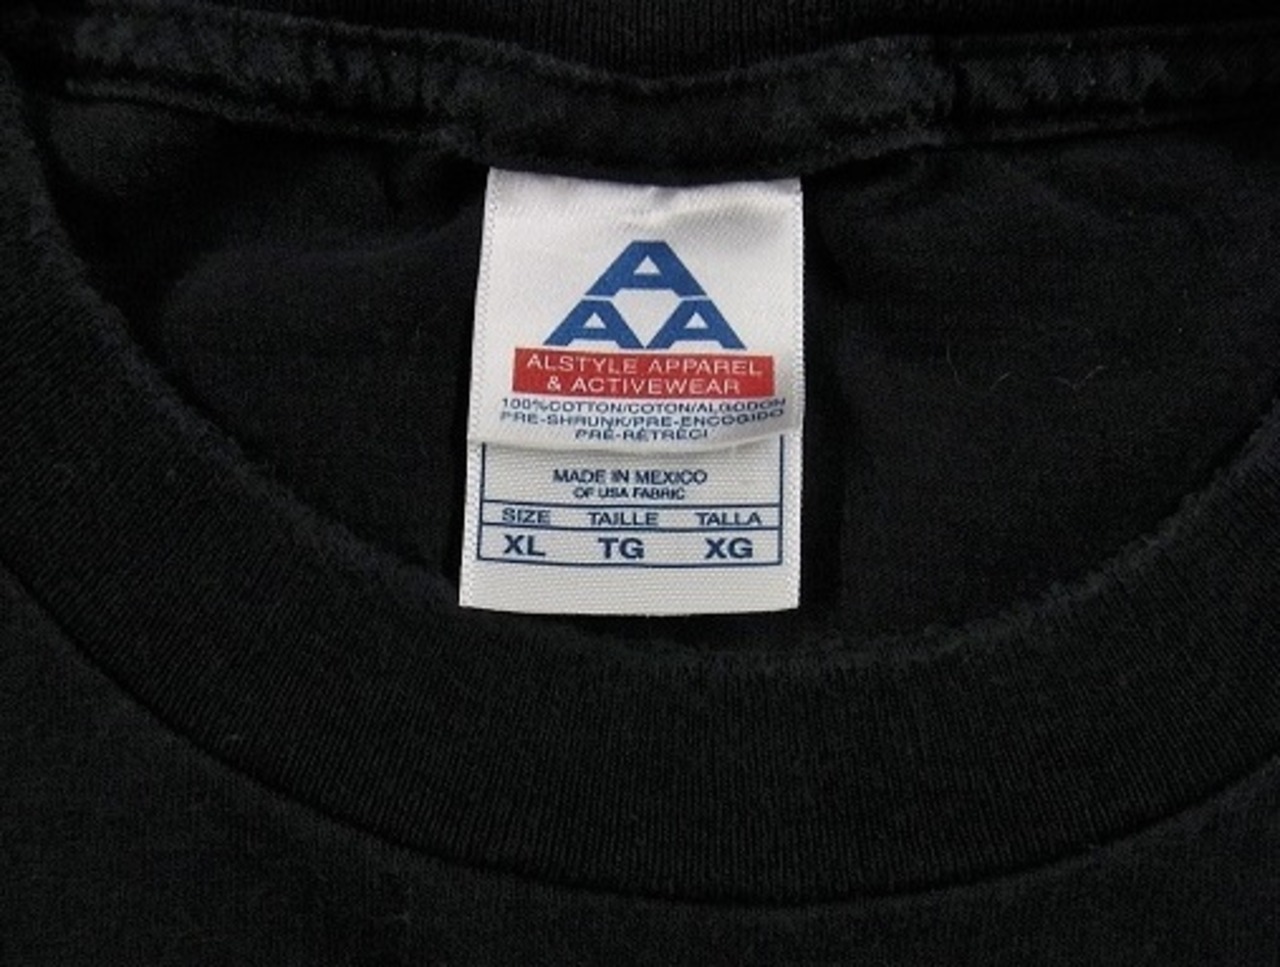 A
AA
ALSTYLE APPAREL
& ACTIVEWEAR
100%COTTON/COTON/ALGODON
PRE-SHRUNK/PRE-ENCOGIDO
PRÉ-RÉTRÉCI
MADE IN MEXICO
OF USA FABRIC
SIZE TAILLE TALLA
XL TG XG